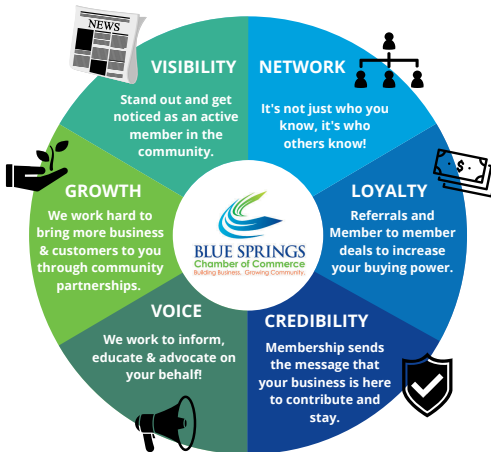 NEWS
VISIBILITY
Stand out and get
noticed as an active
member in the
community.
NETWORK
It's not just who you
know, it's who
others know!
GROWTH
We work hard to
bring more business
& customers to you
through community
partnerships.
LOYALTY
Referrals and
Member to member
deals to increase
your buying power.
$
BLUE SPRINGS
Chamber of Commerce
Building Business. Growing Community.
VOICE
We work to inform,
educate & advocate on
your behalf!
CREDIBILITY
Membership sends
the message that
your business is here
to contribute and
stay.